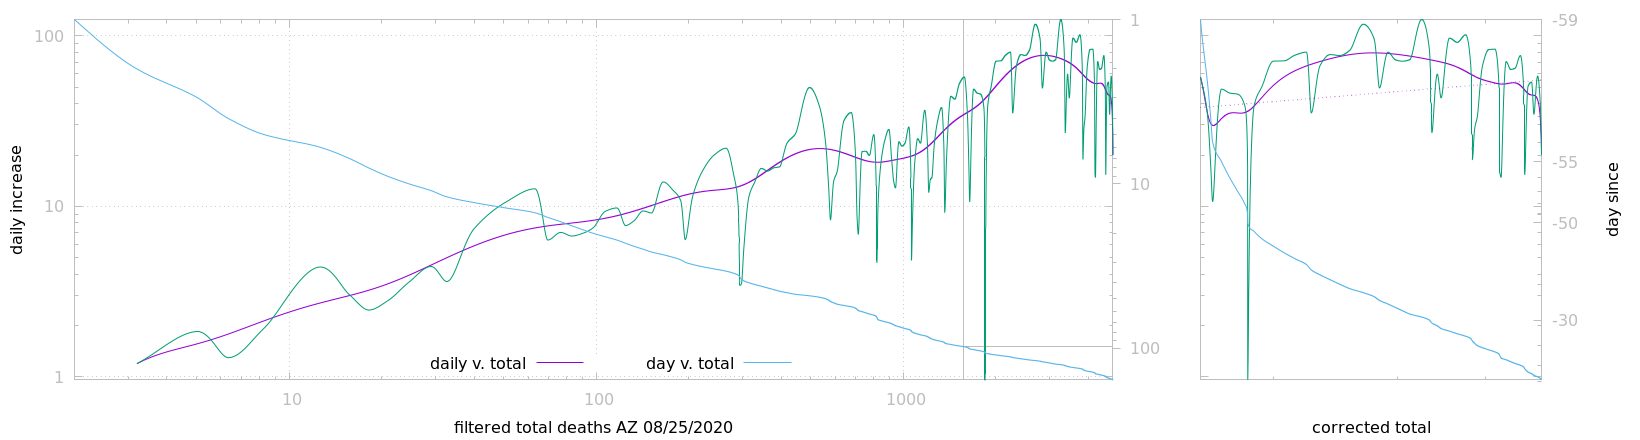 100
10
1
daily increase
daily v. total
day v. total
10
100
1000
filtered total deaths AZ 08/25/2020
1
10
100
-59
-55
-50
-30
day since
corrected total